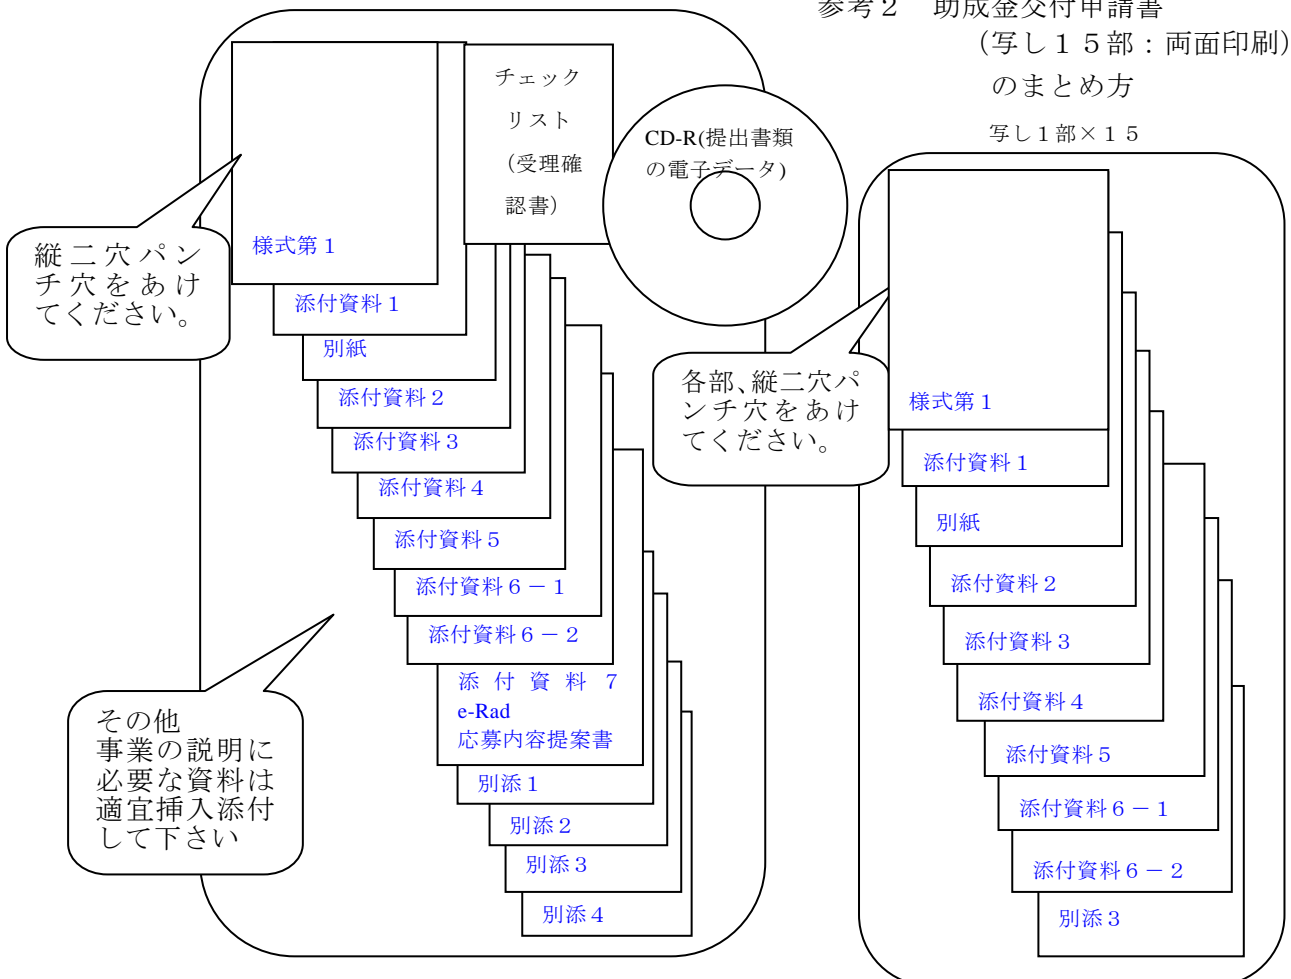 参考２　助成金交付申請書
（写し１５部：両面印刷）
のまとめ方
写し１部×１５
チェック
リスト
（受理確
認書）
CD-R(提出書類
の電子データ)
縦二穴パン
チ穴をあけ
てください。
様式第１
添付資料１
別紙
添付資料２
添付資料３
添付資料４
添付資料５
添付資料６－１
添付資料６－２
添付資料７
e-Rad
応募内容提案書
別添１
別添２
別添３
別添４
その他
事業の説明に
必要な資料は
適宜挿入添付
して下さい
各部、縦二穴パ
ンチ穴をあけ
てください。
様式第１
添付資料１
別紙
添付資料２
添付資料３
添付資料４
添付資料５
添付資料６－１
添付資料６－２
別添３